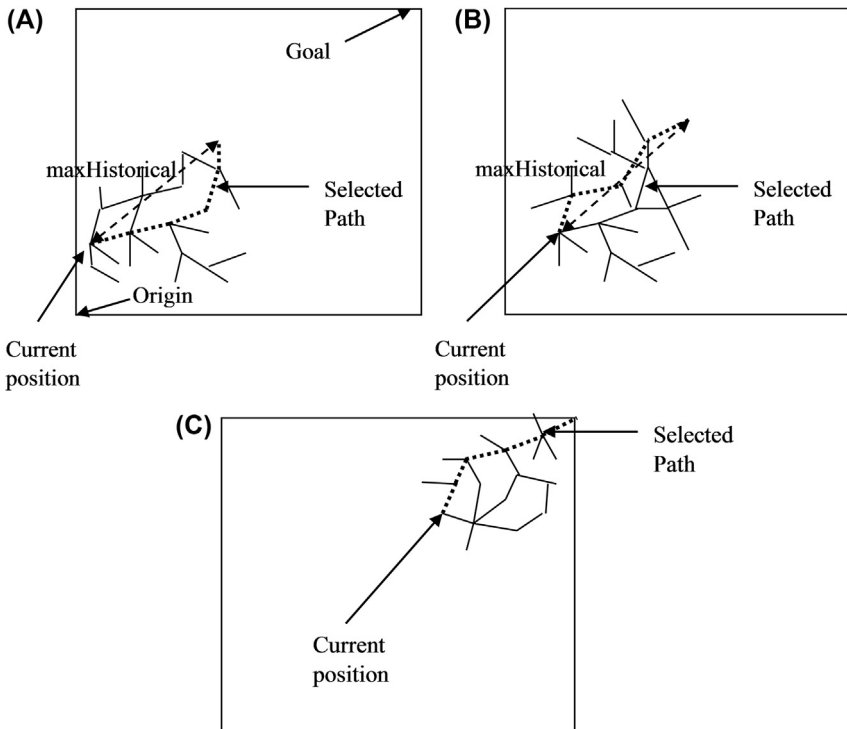 (A)
Goal
maxHistorical
Selected
Path
Origin
Current
position
(B)
maxHistorical
Selected
Path
Current
position
(C)
Selected
Path
Current
position